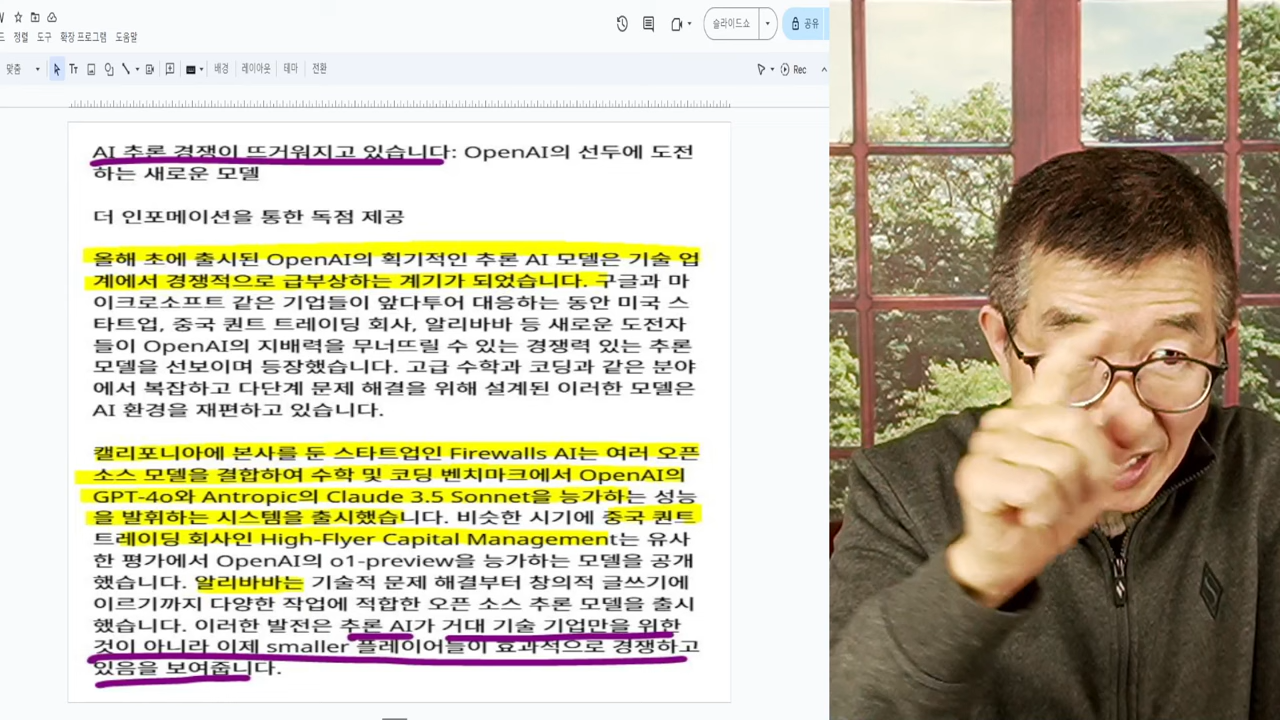 정렬 도구 확장 프로그램 도움말
슬라이드쇼
공유
맞춤
배경 레이아웃 테마 전환
Rec
AI 추론 경쟁이 뜨거워지고 있습니다: OpenAI의 선두에 도전
하는 새로운 모델
더 인포메이션을 통한 독점 제공
올해 초에 출시된 OpenAI의 획기적인 추론 AI 모델은 기술 업
계에서 경쟁적으로 급부상하는 계기가 되었습니다. 구글과 마
이크로소프트 같은 기업들이 앞다투어 대응하는 동안 미국 스
타트업, 중국 퀀트 트레이딩 회사, 알리바바 등 새로운 도전자
들이 OpenAI의 지배력을 무너뜨릴 수 있는 경쟁력 있는 추론
모델을 선보이며 등장했습니다. 고급 수학과 코딩과 같은 분야
에서 복잡하고 다단계 문제 해결을 위해 설계된 이러한 모델은
AI 환경을 재편하고 있습니다.
캘리포니아에 본사를 둔 스타트업인 Firewalls AI는 여러 오픈
소스 모델을 결합하여 수학 및 코딩 벤치마크에서 OpenAI의
GPT-4o와 Antropic의 Claude 3.5 Sonnet을 능가하는 성능
을 발휘하는 시스템을 출시했습니다. 비슷한 시기에 중국 퀀트
트레이딩 회사인 High-Flyer Capital Management는 유사
한 평가에서 OpenAI의 o1-preview을 능가하는 모델을 공개
했습니다. 알리바바는 기술적 문제 해결부터 창의적 글쓰기에
이르기까지 다양한 작업에 적합한 오픈 소스 추론 모델을 출시
했습니다. 이러한 발전은 추론 AI가 거대 기술 기업만을 위한
것이 아니라 이제 smaller 플레이어들이 효과적으로 경쟁하고
있음을 보여줍니다.